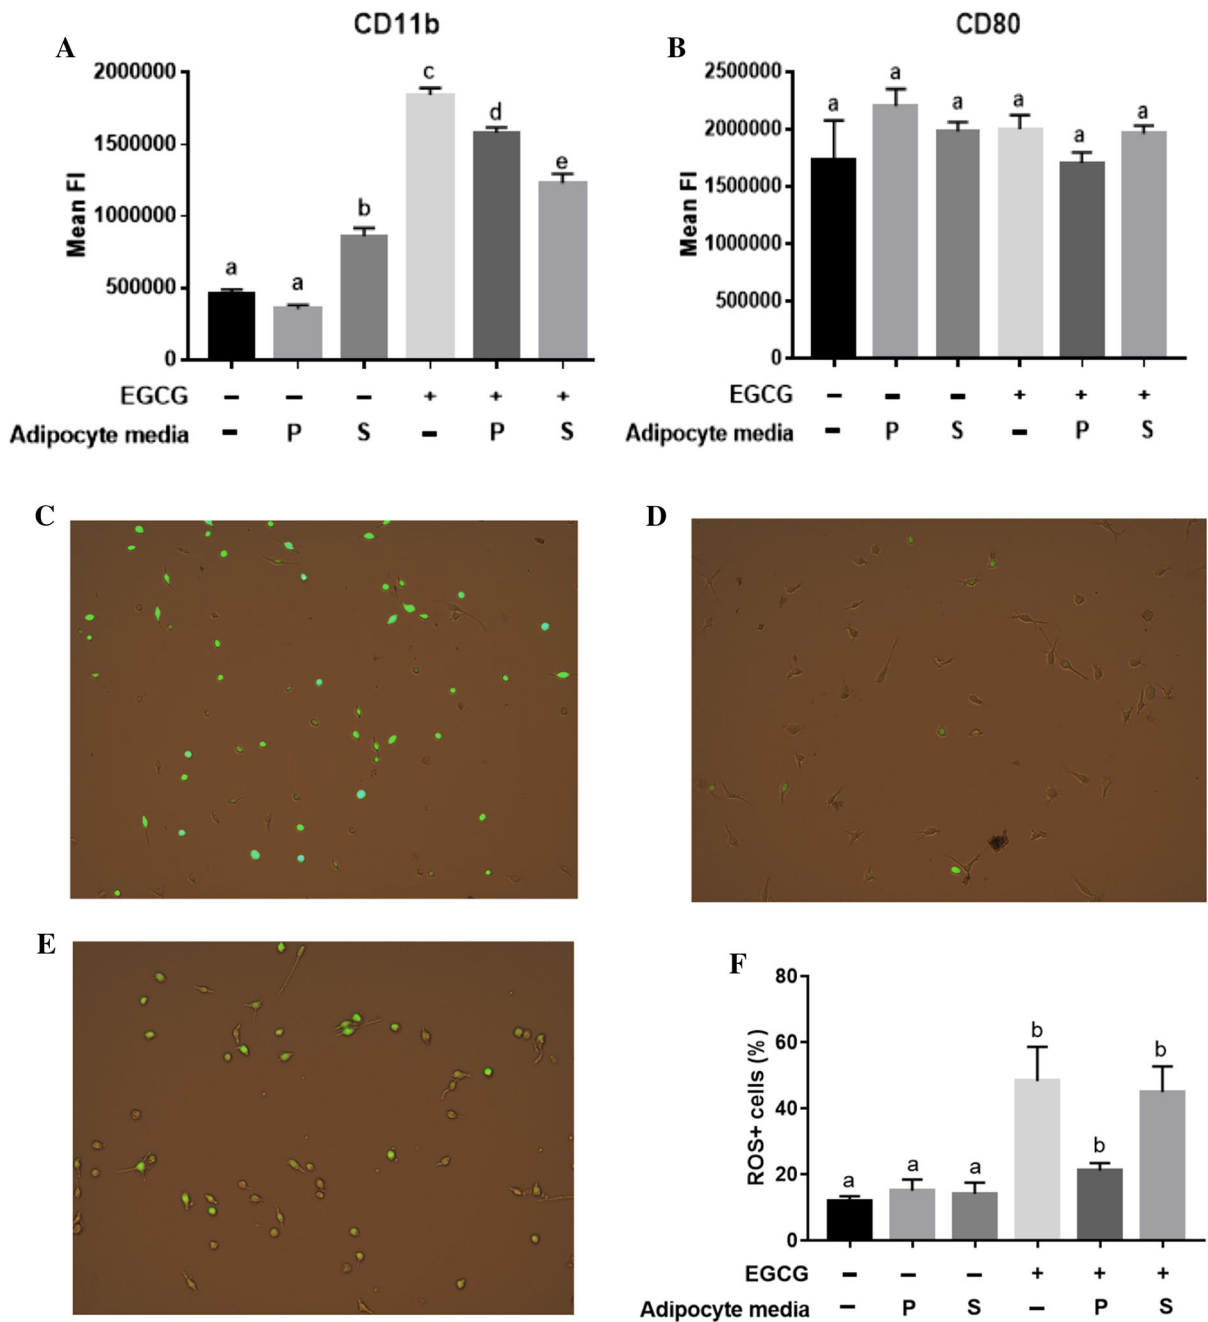 CD11b
A
2000000
1500000
1000000
500000
0
Mean FI
a
a
b
c
d
e
EGCG – – – + + +
Adipocyte media – P S – P S
CD80
B
2500000
2000000
1500000
1000000
500000
0
Mean FI
a
a
a
a
a
a
EGCG – – – + + +
Adipocyte media – P S – P S
C
D
E
F
80
60
40
20
0
ROS+ cells (%)
a
a
a
b
b
b
EGCG – – – + + +
Adipocyte media – P S – P S